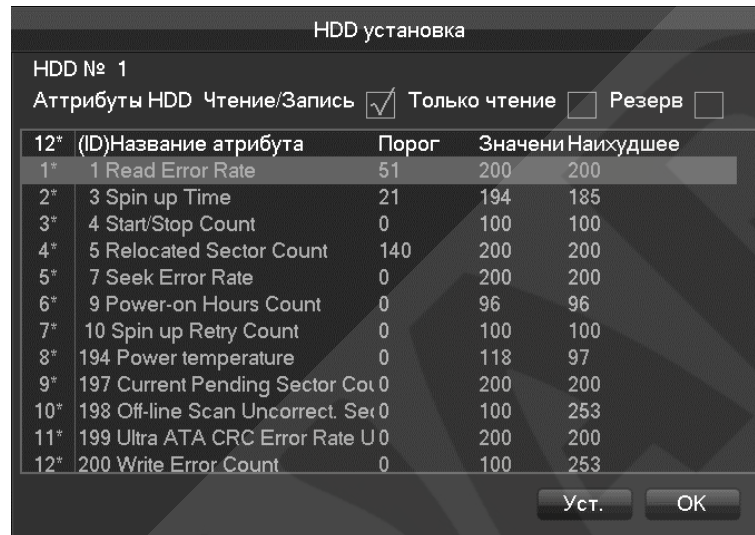 HDD установка
HDD № 1
Аттрибуты HDD Чтение/Запись Только чтение Резерв
12* (ID)Название атрибута Порог Значени Наихудшее
1* 1 Read Error Rate 51 200 200
2* 3 Spin up Time 21 194 185
3* 4 Start/Stop Count 0 100 100
4* 5 Relocated Sector Count 140 200 200
5* 7 Seek Error Rate 0 200 200
6* 9 Power-on Hours Count 0 96 96
7* 10 Spin up Retry Count 0 100 100
8* 194 Power temperature 0 118 97
9* 197 Current Pending Sector Cou 0 200 200
10* 198 Off-line Scan Uncorrect. Sec 0 100 253
11* 199 Ultra ATA CRC Error Rate U 0 200 200
12* 200 Write Error Count 0 100 253
Уст. OK